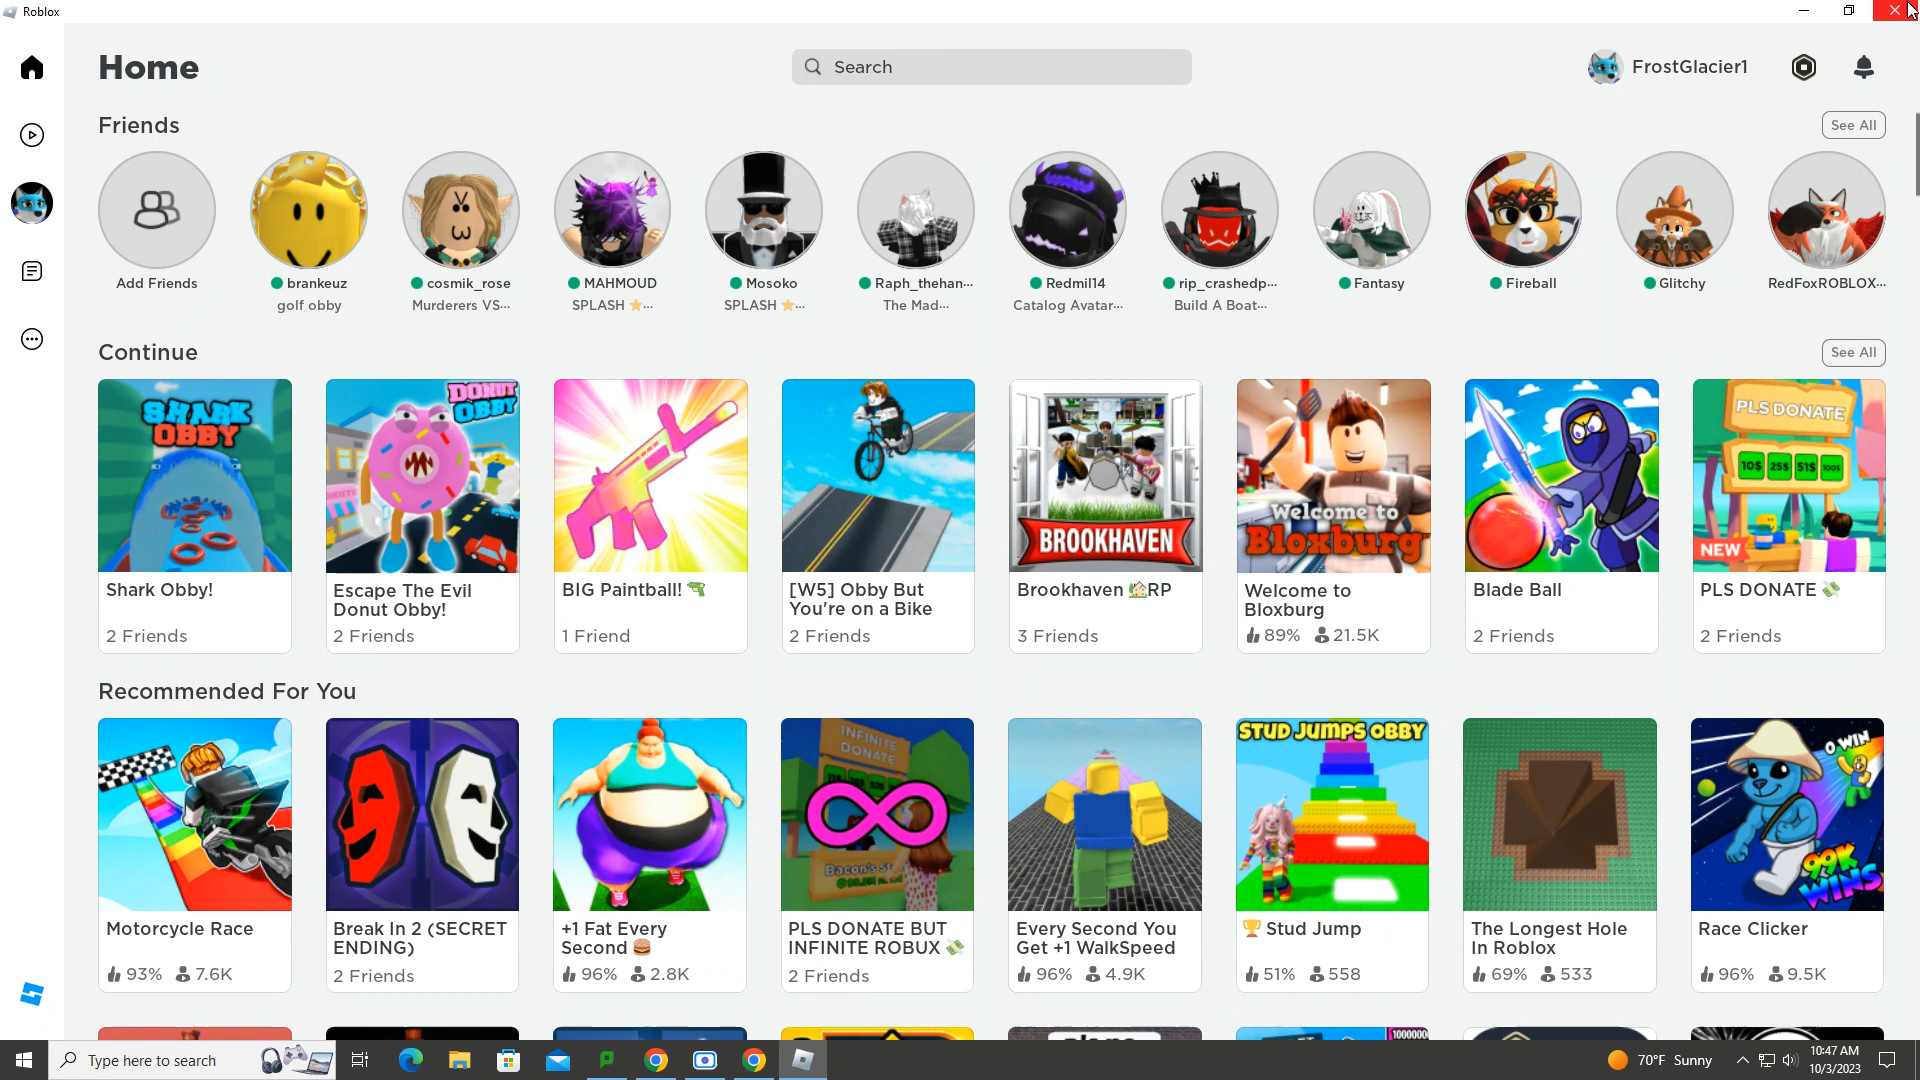 Roblox
Home
Search
FrostGlacier1
Friends
See All
Add Friends
brankeuz
golf obby
cosmik_rose
Murderers VS...
MAHMOUD
SPLASH ⭐...
Mosoko
SPLASH ⭐...
Raph_thehan...
The Mad...
Redmil14
Catalog Avatar...
rip_crashedp...
Build A Boat...
Fantasy
Fireball
Glitchy
RedFoxROBLOX...
Continue
See All
SHARK
OBBY
DONUT
OBBY
BROOKHAVEN
Welcome to
Bloxburg
PLS DONATE
10$ 25$ 51$ 100$
NEW
Shark Obby!
2 Friends
Escape The Evil
Donut Obby!
2 Friends
BIG Paintball! 🔫
1 Friend
[W5] Obby But
You're on a Bike
2 Friends
Brookhaven 🏡RP
3 Friends
Welcome to
Bloxburg
89% 21.5K
Blade Ball
2 Friends
PLS DONATE 💸
2 Friends
Recommended For You
INFINITE
DONATE
STUD JUMPS OBBY
0 WIN
99K
WINS
Motorcycle Race
93% 7.6K
Break In 2 (SECRET
ENDING)
2 Friends
+1 Fat Every
Second 🍔
96% 2.8K
PLS DONATE BUT
INFINITE ROBUX 💸
2 Friends
Every Second You
Get +1 WalkSpeed
96% 4.9K
🏆 Stud Jump
51% 558
The Longest Hole
In Roblox
69% 533
Race Clicker
96% 9.5K
Type here to search
70°F Sunny
10:47 AM
10/3/2023